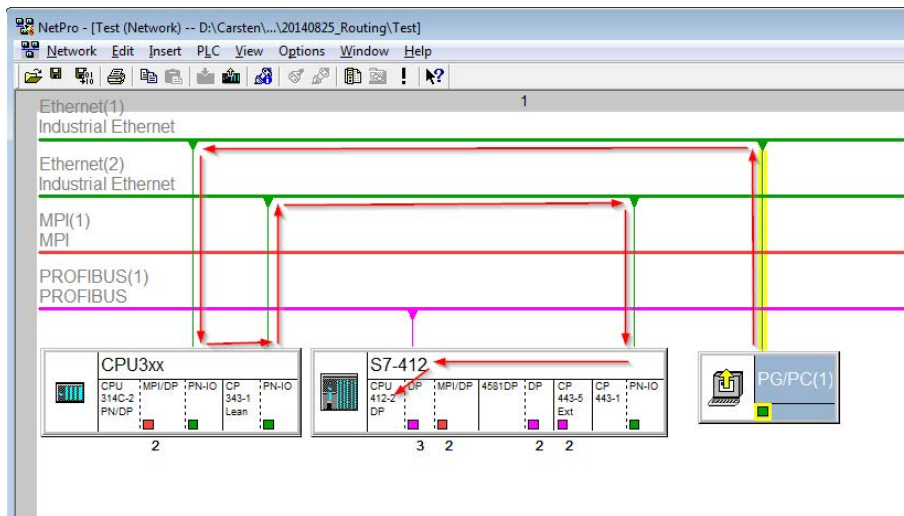 NetPro - [Test (Network) -- D:\Carsten\...\20140825_Routing\Test]
Network Edit Insert PLC View Options Window Help
1
Ethernet(1)
Industrial Ethernet
Ethernet(2)
Industrial Ethernet
MPI(1)
MPI
PROFIBUS(1)
PROFIBUS
CPU3xx
CPU 314C-2 PN/DP
MPI/DP
PN-IO
CP 343-1 Lean
PN-IO
2
S7-412
CPU 412-2 DP
DP
MPI/DP
4581DP
DP
CP 443-5 Ext
CP 443-1
PN-IO
3 2 2 2
PG/PC(1)